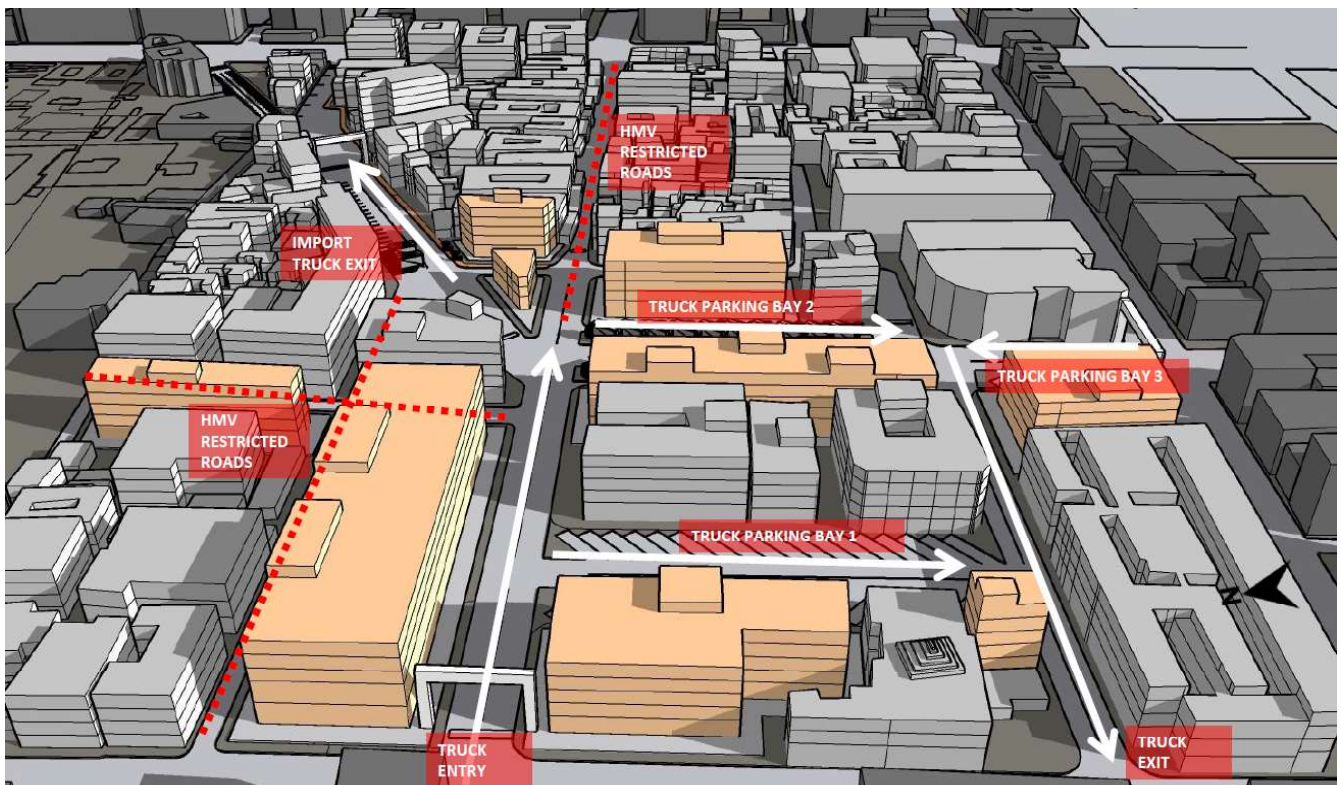 HMV
RESTRICTED
ROADS
IMPORT
TRUCK EXIT
TRUCK PARKING BAY 2
TRUCK PARKING BAY 3
HMV
RESTRICTED
ROADS
TRUCK PARKING BAY 1
N
TRUCK
ENTRY
TRUCK
EXIT